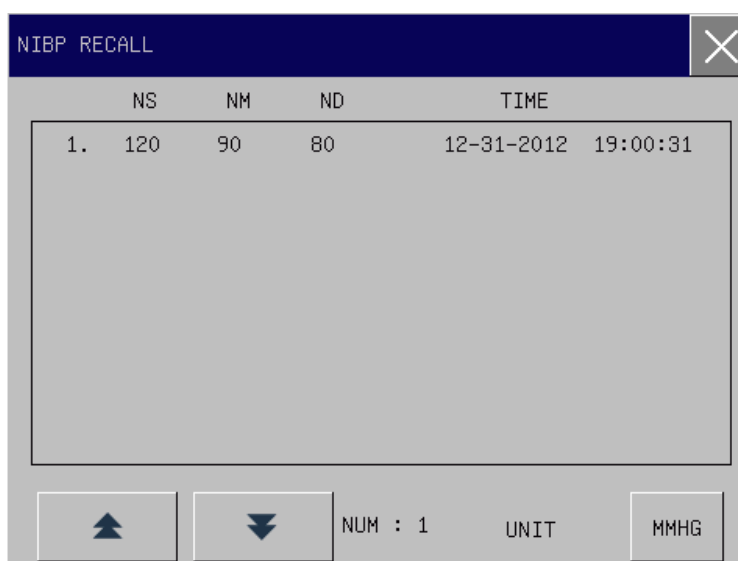 NIBP RECALL
NS NM ND TIME
1. 120 90 80 12-31-2012 19:00:31
NUM : 1 UNIT MMHG